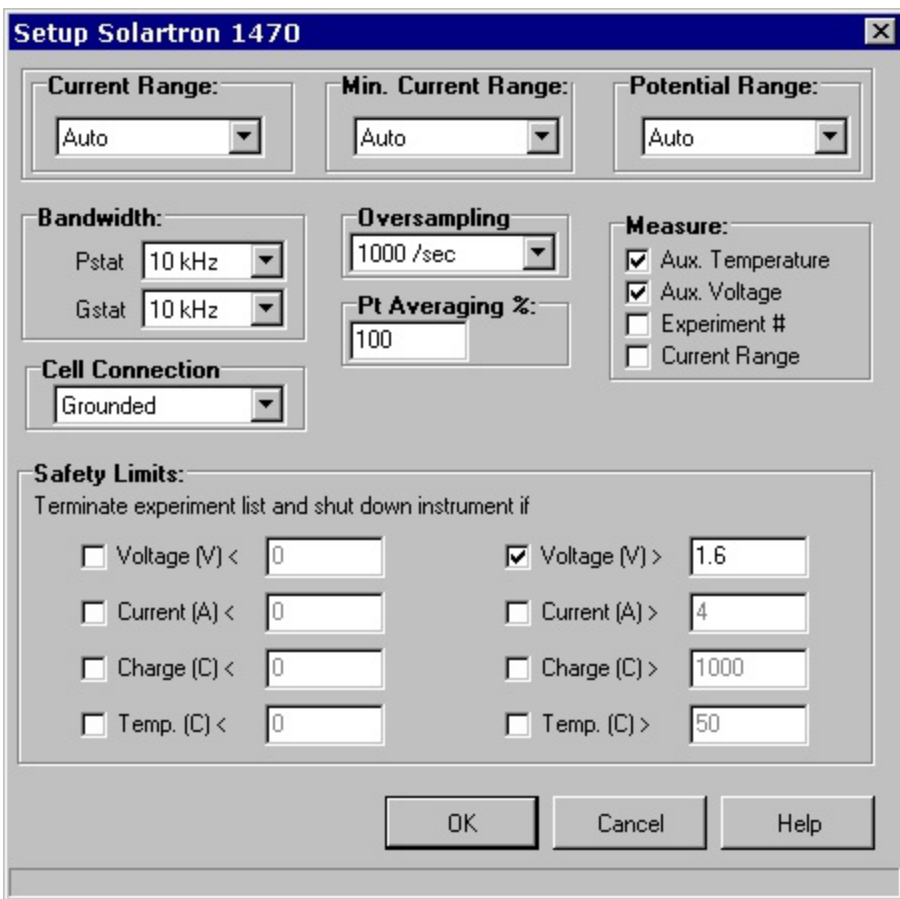 Setup Solartron 1470
Current Range:
Auto
Min. Current Range:
Auto
Potential Range:
Auto
Bandwidth:
Pstat 10 kHz
Gstat 10 kHz
Oversampling
1000 /sec
Pt Averaging %:
100
Measure:
Aux. Temperature
Aux. Voltage
Experiment #
Current Range
Cell Connection
Grounded
Safety Limits:
Terminate experiment list and shut down instrument if
Voltage (V) < 0 Voltage (V) > 1.6
Current (A) < 0 Current (A) > 4
Charge (C) < 0 Charge (C) > 1000
Temp. (C) < 0 Temp. (C) > 50
OK Cancel Help